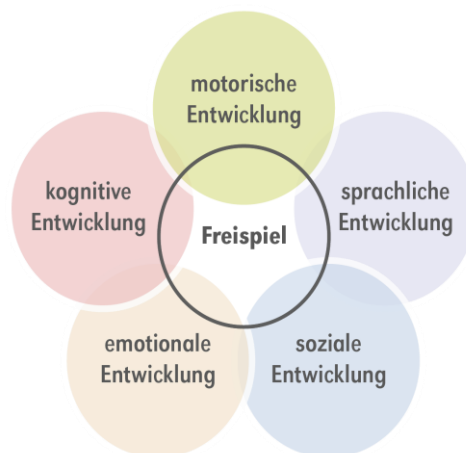 motorische
Entwicklung
kognitive
Entwicklung
sprachliche
Entwicklung
Freispiel
emotionale
Entwicklung
soziale
Entwicklung